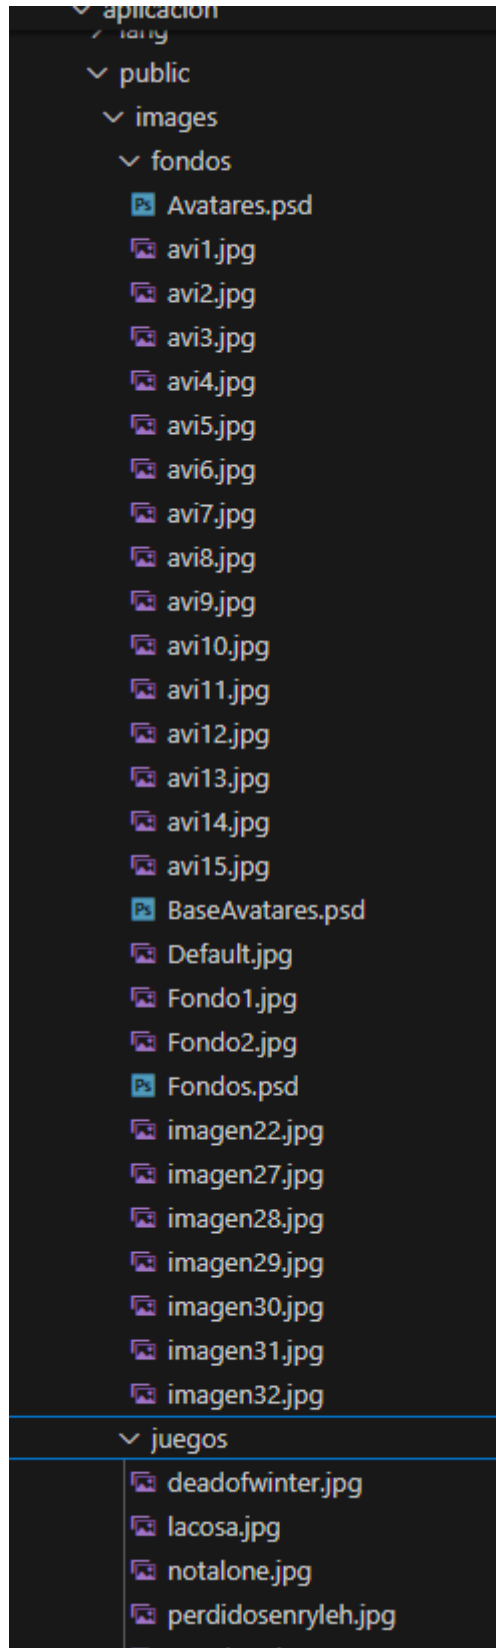 aplicacion
lang
public
images
fondos
Ps Avatares.psd
avi1.jpg
avi2.jpg
avi3.jpg
avi4.jpg
avi5.jpg
avi6.jpg
avi7.jpg
avi8.jpg
avi9.jpg
avi10.jpg
avi11.jpg
avi12.jpg
avi13.jpg
avi14.jpg
avi15.jpg
Ps BaseAvatares.psd
Default.jpg
Fondo1.jpg
Fondo2.jpg
Ps Fondos.psd
imagen22.jpg
imagen27.jpg
imagen28.jpg
imagen29.jpg
imagen30.jpg
imagen31.jpg
imagen32.jpg
juegos
deadofwinter.jpg
lacosa.jpg
notalone.jpg
perdidosenryleh.jpg